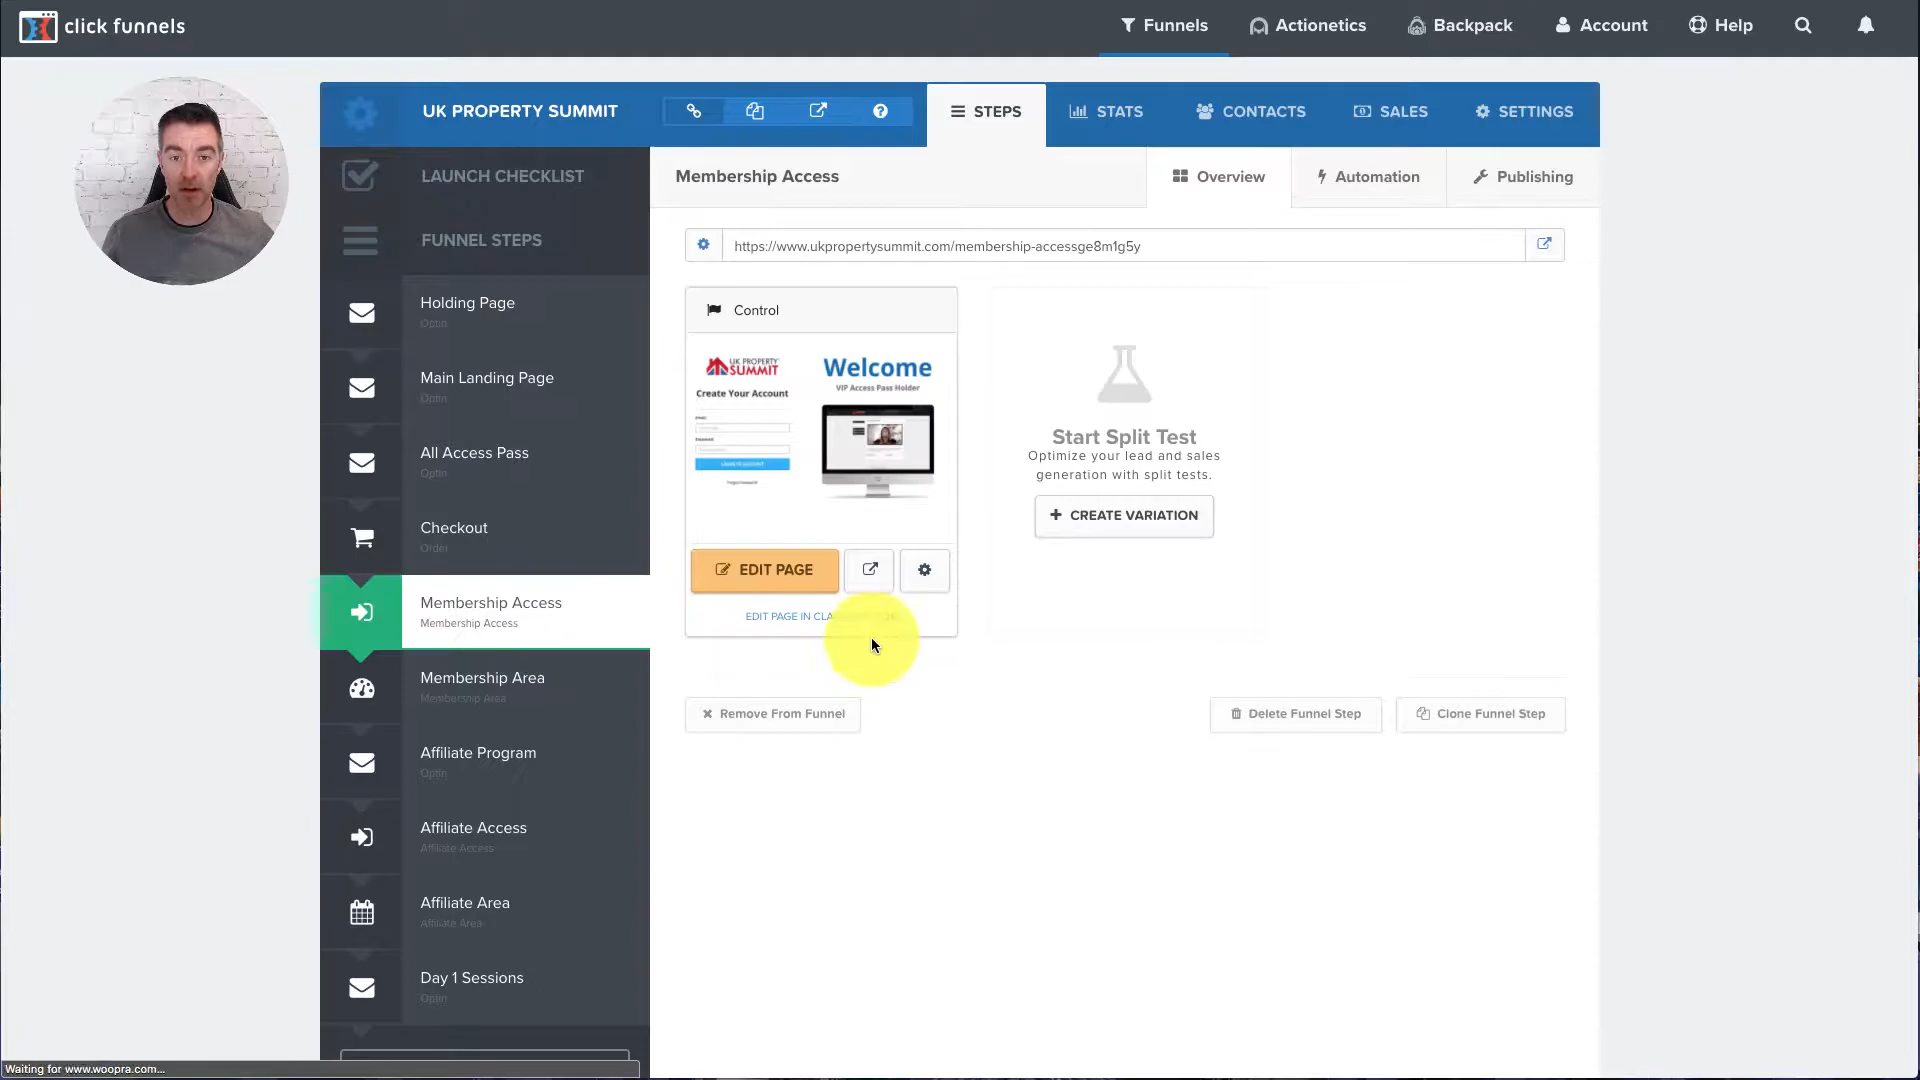 click funnels
Funnels
Actionetics
Backpack
Account
Help
UK PROPERTY SUMMIT
STEPS
STATS
CONTACTS
SALES
SETTINGS
LAUNCH CHECKLIST
FUNNEL STEPS
Holding Page
Optin
Main Landing Page
Optin
All Access Pass
Optin
Checkout
Order
Membership Access
Membership Access
Membership Area
Membership Area
Affiliate Program
Optin
Affiliate Access
Affiliate Access
Affiliate Area
Affiliate Area
Day 1 Sessions
Optin
Membership Access
Overview
Automation
Publishing
https://www.ukpropertysummit.com/membership-accessge8m1g5y
Control
UK PROPERTY
SUMMIT
Create Your Account
Welcome
VIP Access Pass Holder
EDIT PAGE
EDIT PAGE IN
Start Split Test
Optimize your lead and sales
generation with split tests.
+ CREATE VARIATION
Remove From Funnel
Delete Funnel Step
Clone Funnel Step
Waiting for www.woopra.com...